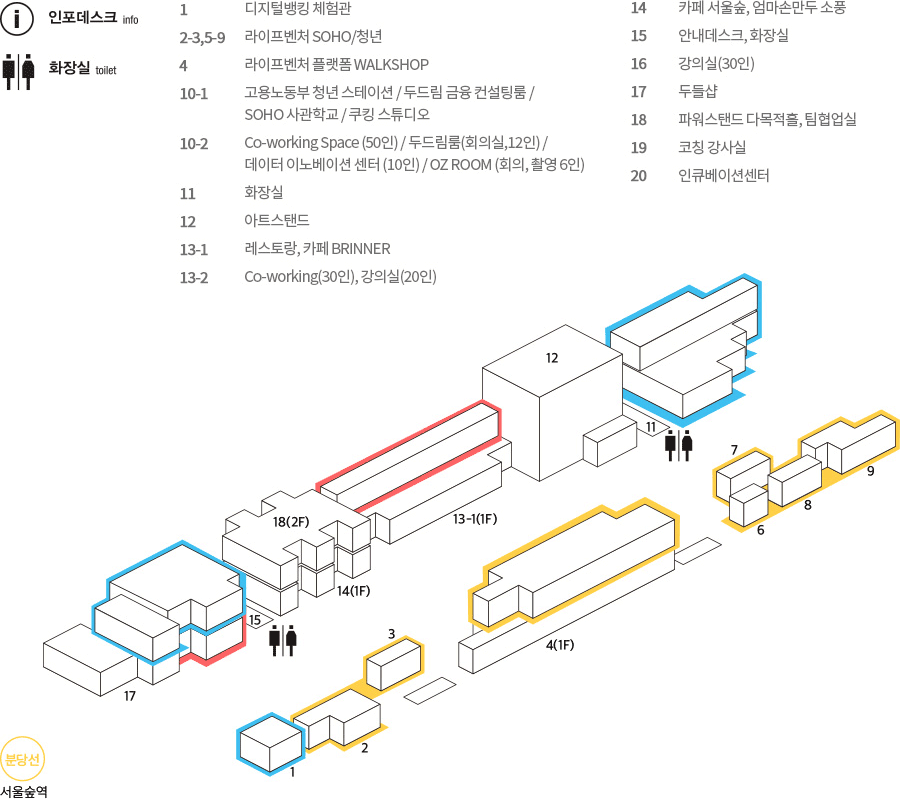 i 인포데스크 info
화장실 toilet
1 디지털뱅킹 체험관
2-3,5-9 라이프벤처 SOHO/청년
4 라이프벤처 플랫폼 WALKSHOP
10-1 고용노동부 청년 스테이션 / 두드림 금융 컨설팅룸 /
SOHO 사관학교 / 쿠킹 스튜디오
10-2 Co-working Space (50인) / 두드림룸(회의실,12인) /
데이터 이노베이션 센터 (10인) / OZ ROOM (회의, 촬영 6인)
11 화장실
12 아트스탠드
13-1 레스토랑, 카페 BRINNER
13-2 Co-working(30인), 강의실(20인)
14 카페 서울숲, 엄마손만두 소풍
15 안내데스크, 화장실
16 강의실(30인)
17 두들샵
18 파워스탠드 다목적홀, 팀협업실
19 코칭 강사실
20 인큐베이션센터
12
11
7
9
8
6
13-1(1F)
18(2F)
14(1F)
15
4(1F)
3
17
2
1
분당선
서울숲역